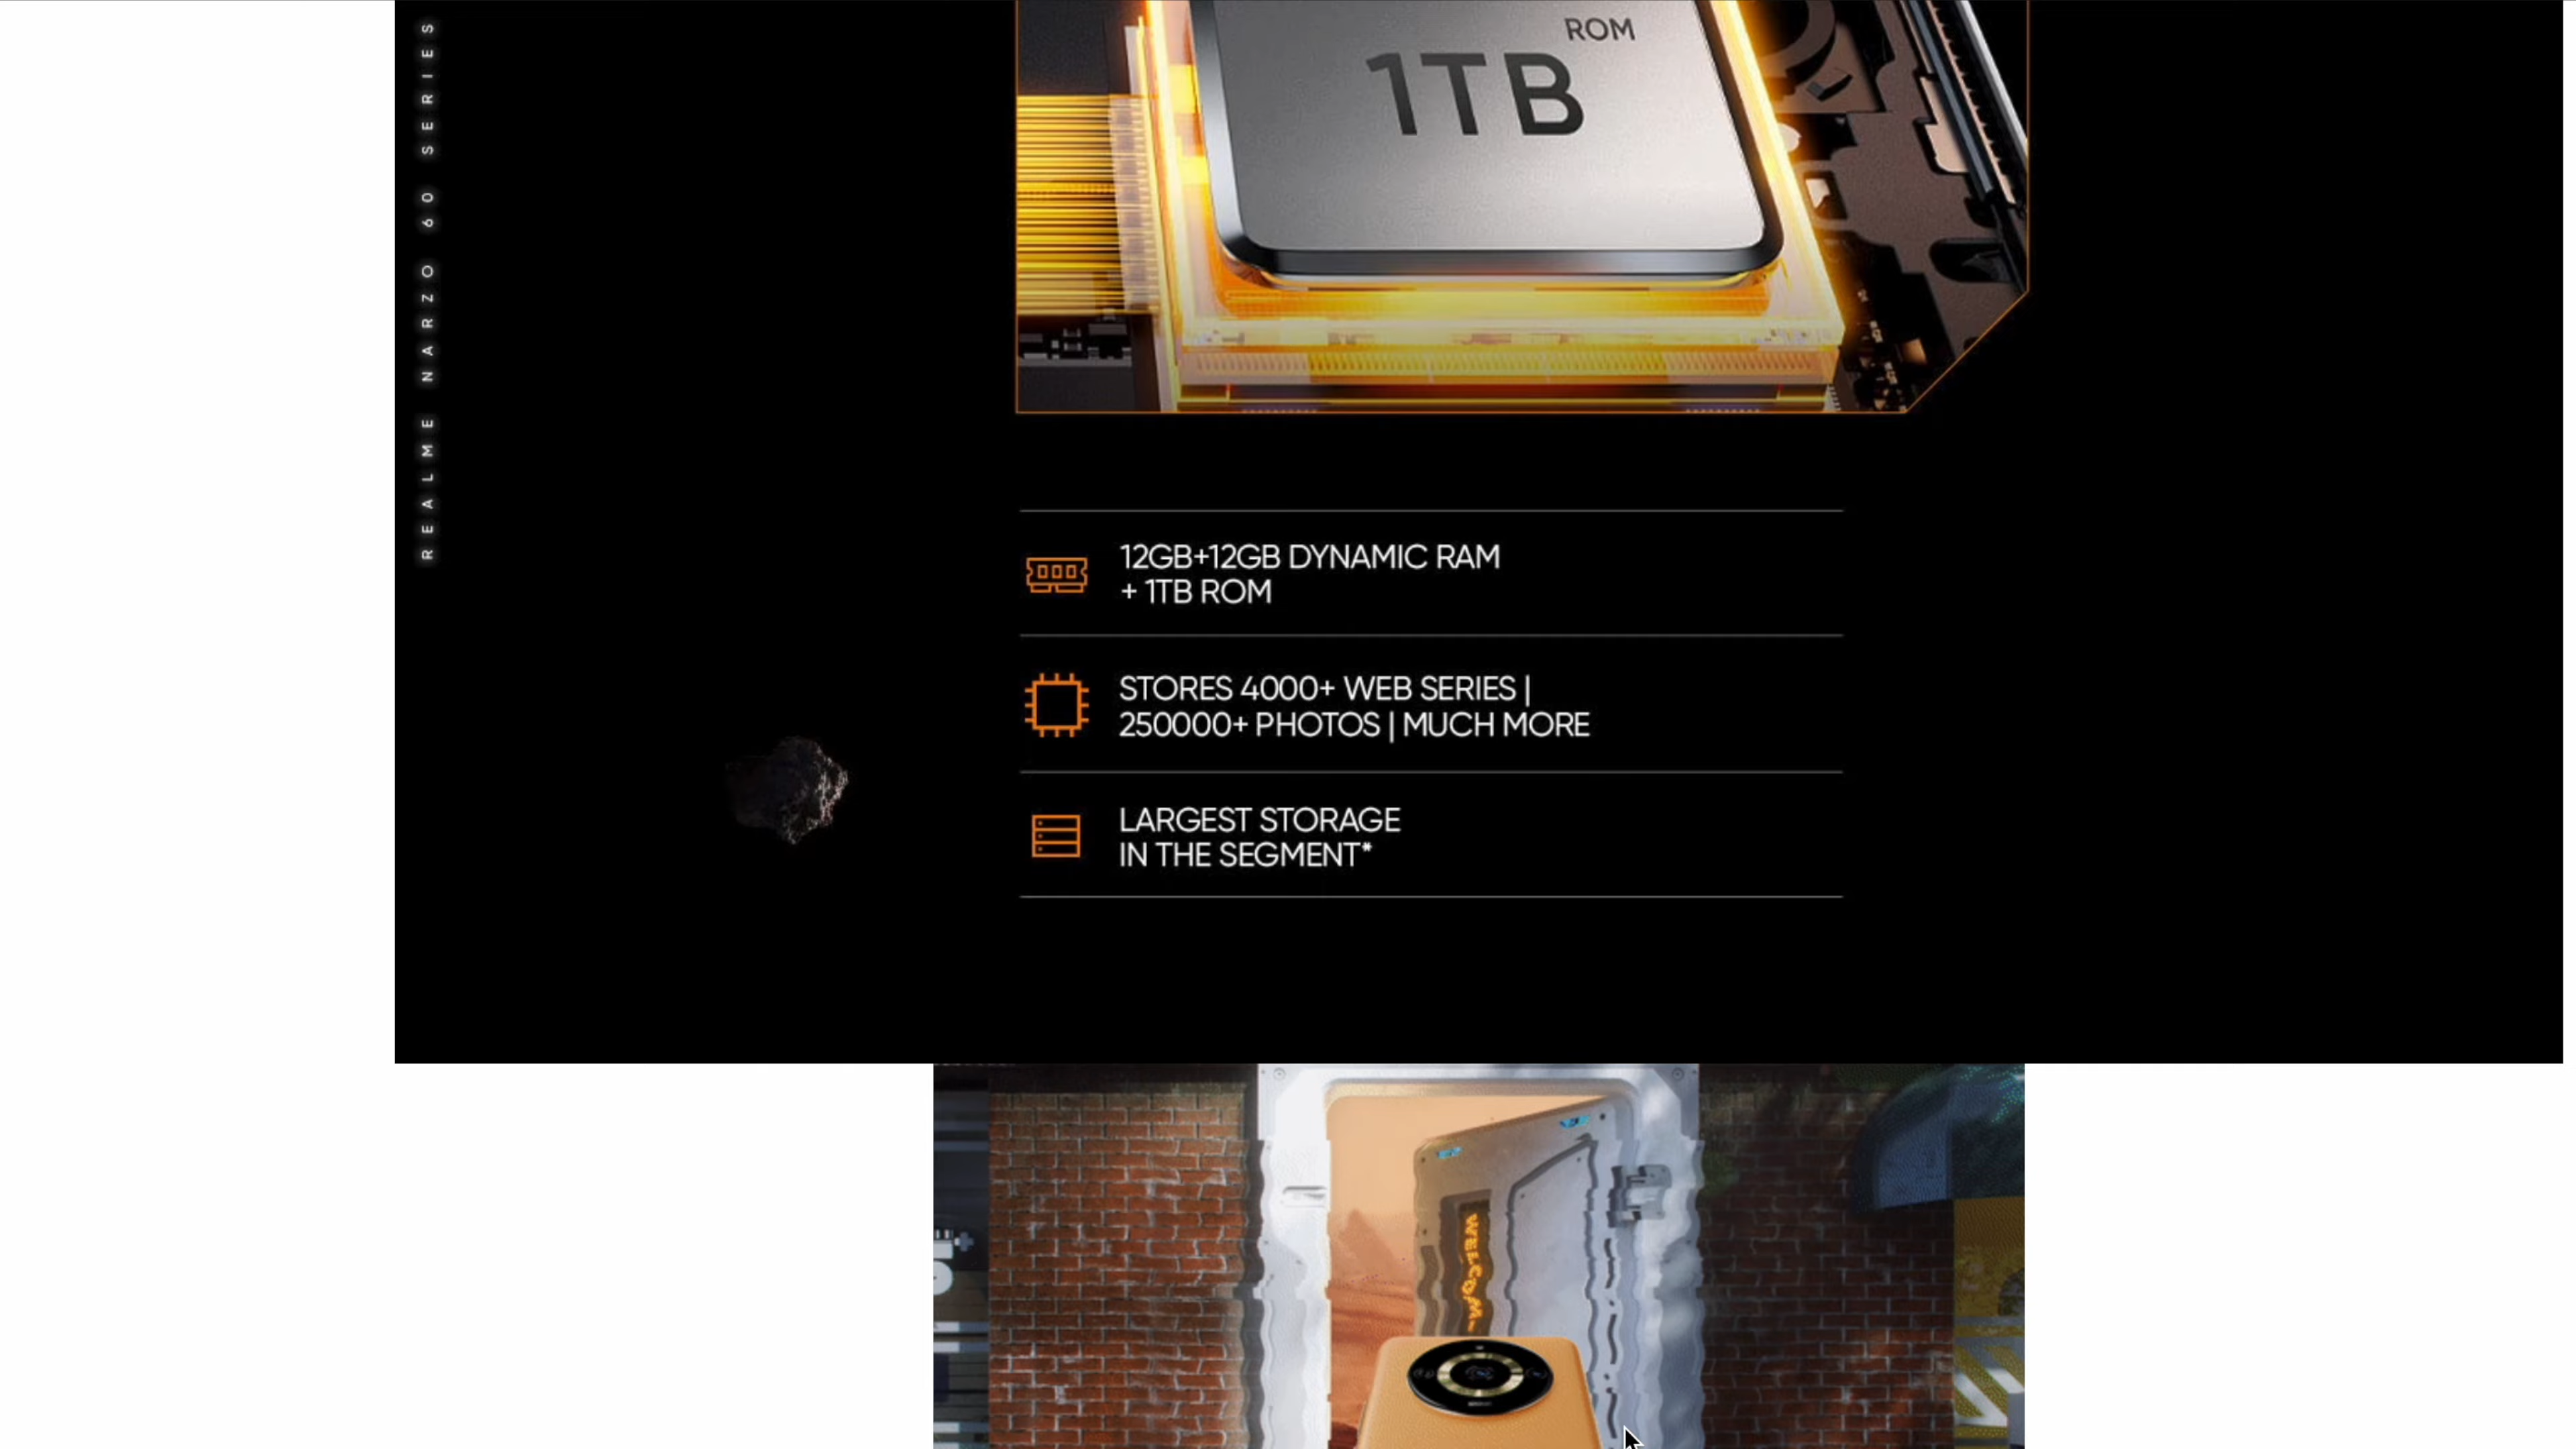 REALME NARZO 60 SERIES
ROM
1TB
12GB+12GB DYNAMIC RAM
+ 1TB ROM
STORES 4000+ WEB SERIES |
250000+ PHOTOS | MUCH MORE
LARGEST STORAGE
IN THE SEGMENT*